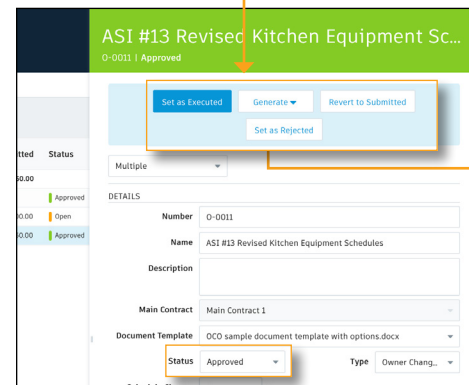 ASI #13 Revised Kitchen Equipment Sc...
0-0011 | Approved
Set as Executed Generate Revert to Submitted
Set as Rejected
Status
Multiple
Approved
Open
Approved
DETAILS
Number 0-0011
Name ASI #13 Revised Kitchen Equipment Schedules
Description
Main Contract Main Contract 1
Document Template OCO sample document template with options.docx
Status Approved Type Owner Chang...